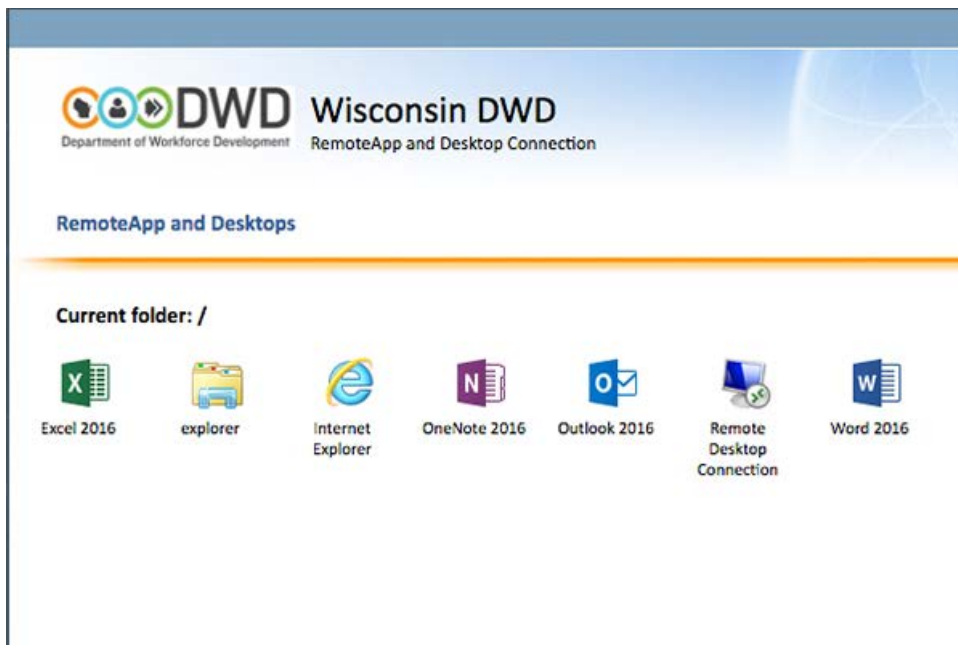 DWD
Department of Workforce Development
Wisconsin DWD
RemoteApp and Desktop Connection
RemoteApp and Desktops
Current folder: /
X
N
O
W
Excel 2016
explorer
Internet
Explorer
OneNote 2016
Outlook 2016
Remote
Desktop
Connection
Word 2016